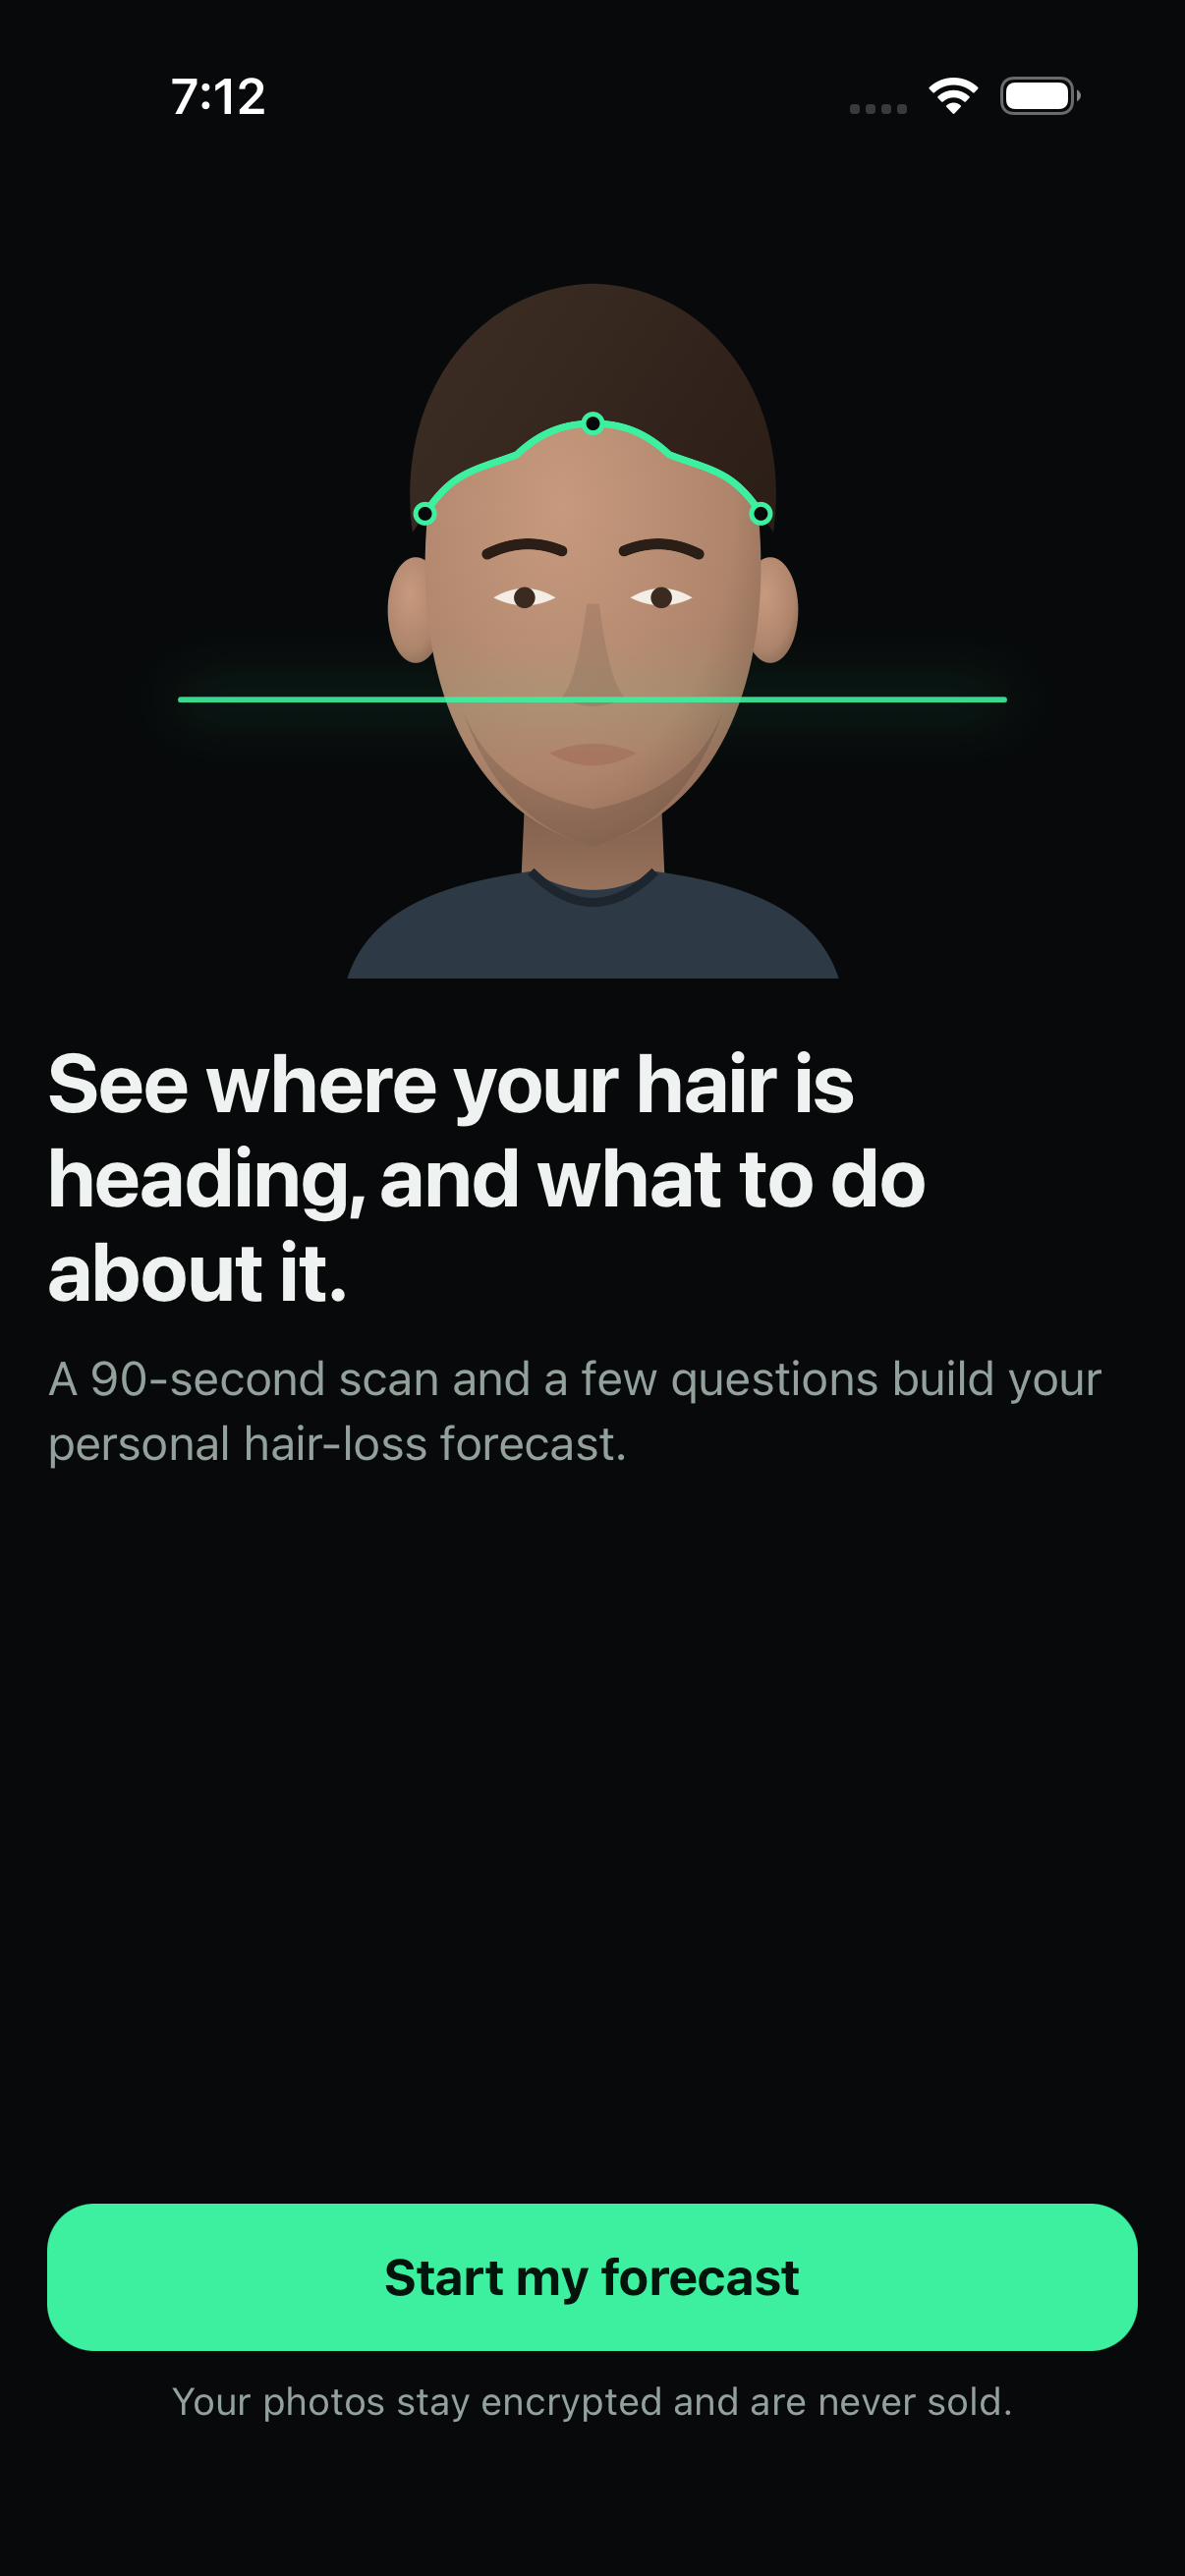 7:12
See where your hair is
heading, and what to do
about it.
A 90-second scan and a few questions build your
personal hair-loss forecast.
Start my forecast
Your photos stay encrypted and are never sold.